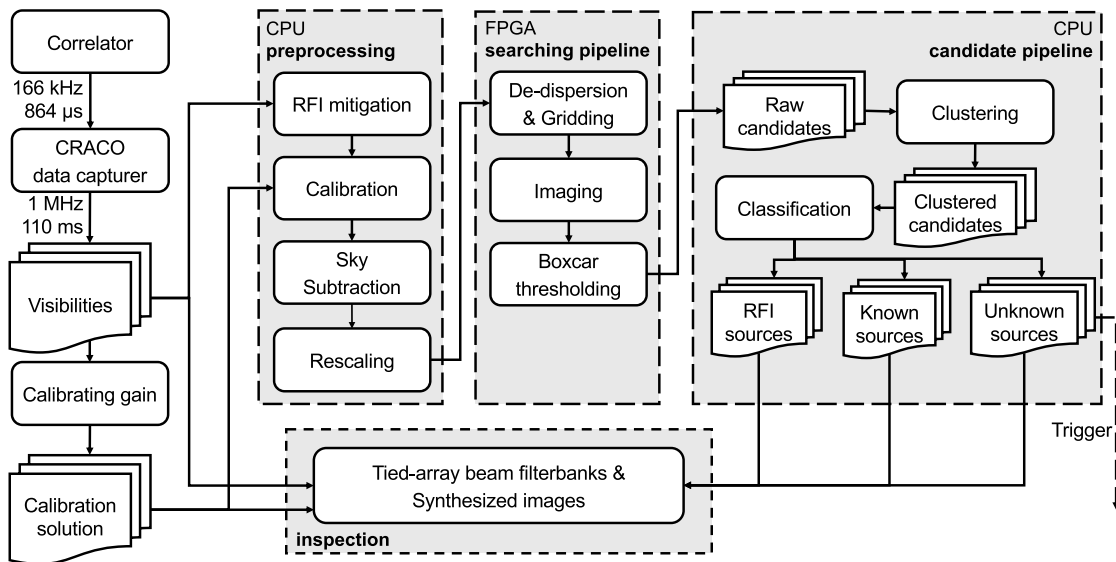 Correlator
166 kHz
864 µs
CRACO
data capturer
1 MHz
110 ms
Visibilities
Calibrating gain
Calibration
solution
CPU
preprocessing
RFI mitigation
Calibration
Sky
Subtraction
Rescaling
FPGA
searching pipeline
De-dispersion
& Gridding
Imaging
Boxcar
thresholding
CPU
candidate pipeline
Raw
candidates
Clustering
Clustered
candidates
Classification
RFI
sources
Known
sources
Unknown
sources
Trigger
Tied-array beam filterbanks &
Synthesized images
inspection